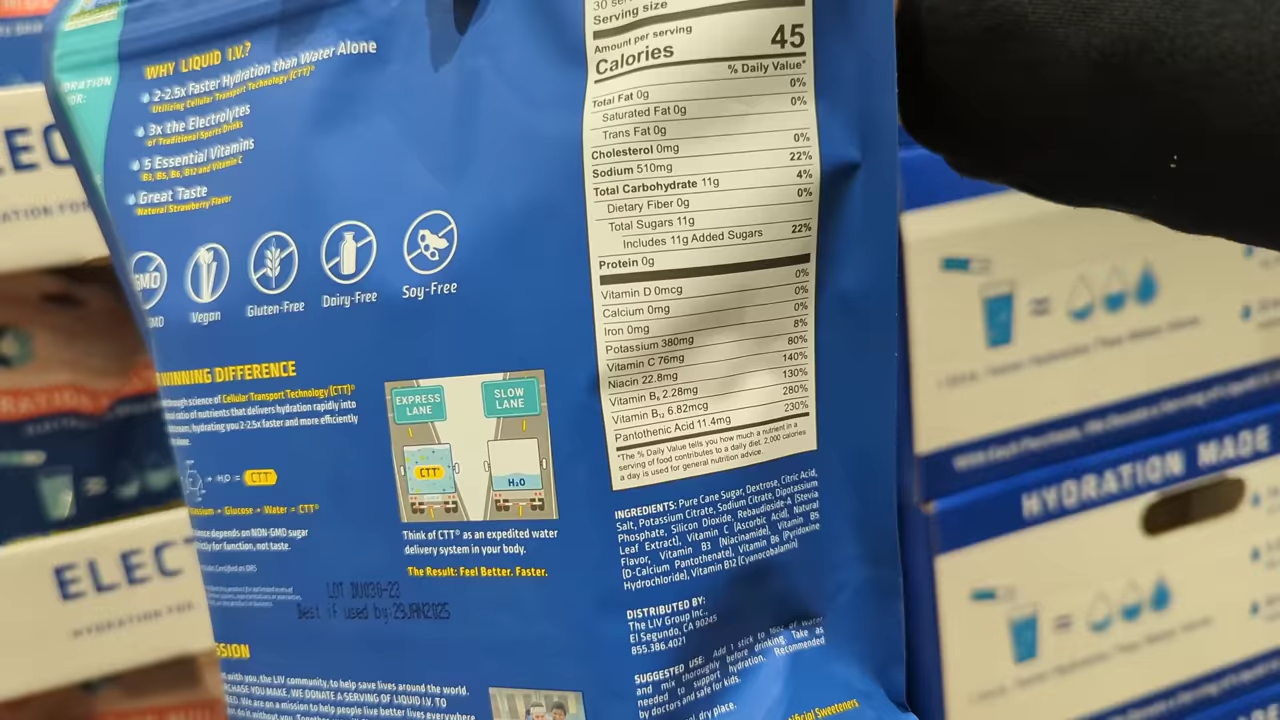 WHY LIQUID I.V.?
2-2.5x Faster Hydration than Water Alone
Utilizing Cellular Transport Technology (CTT)®
3x the Electrolytes
of Traditional Sports Drinks
5 Essential Vitamins
B3, B5, B6, B12 and Vitamin C
Great Taste
Natural Strawberry Flavor
Vegan
Gluten-Free
Dairy-Free
Soy-Free
WINNING DIFFERENCE
science of Cellular Transport Technology (CTT)®
ratio of nutrients that delivers hydration rapidly into
hydrating you 2-2.5x faster and more efficiently
+ H₂O = CTT®
+ Glucose + Water = CTT®
depends on NON-GMO sugar
for function, not taste.
EXPRESS
LANE
SLOW
LANE
CTT®
H₂O
Think of CTT® as an expedited water
delivery system in your body.
The Result: Feel Better. Faster.
LOT
Best if used by:29JAN2025
with you, the LIV community, to help save lives around the world.
YOU MAKE, WE DONATE A SERVING OF LIQUID I.V. TO
We are on a mission to help people live better lives everywhere
do it without you.
30
Serving size
Amount per serving
Calories 45
% Daily Value*
Total Fat 0g 0%
Saturated Fat 0g 0%
Trans Fat 0g
Cholesterol 0mg 0%
Sodium 510mg 22%
Total Carbohydrate 11g 4%
Dietary Fiber 0g 0%
Total Sugars 11g
Includes 11g Added Sugars 22%
Protein 0g
Vitamin D 0mcg 0%
Calcium 0mg 0%
Iron 0mg 0%
Potassium 380mg 8%
Vitamin C 76mg 80%
Niacin 22.8mg 140%
Vitamin B₆ 2.28mg 130%
Vitamin B₁₂ 6.82mcg 280%
Pantothenic Acid 11.4mg 230%
*The % Daily Value tells you how much a nutrient in a
serving of food contributes to a daily diet. 2,000 calories
a day is used for general nutrition advice.
INGREDIENTS: Pure Cane Sugar, Dextrose, Citric Acid,
Salt, Potassium Citrate, Sodium Citrate, Dipotassium
Phosphate, Silicon Dioxide, Rebaudioside-A (Stevia
Leaf Extract), Vitamin C (Ascorbic Acid), Natural
Flavor, Vitamin B3 (Niacinamide), Vitamin B5
(D-Calcium Pantothenate), Vitamin B6 (Pyridoxine
Hydrochloride), Vitamin B12 (Cyanocobalamin)
DISTRIBUTED BY:
The LIV Group Inc.,
El Segundo, CA 90245
855.386.4021
SUGGESTED USE: Add 1 stick to 16oz of water
and mix thoroughly before drinking. Take as
needed to support hydration. Recommended
by doctors and safe for kids.
dry place.
Sweeteners
HYDRATION MADE